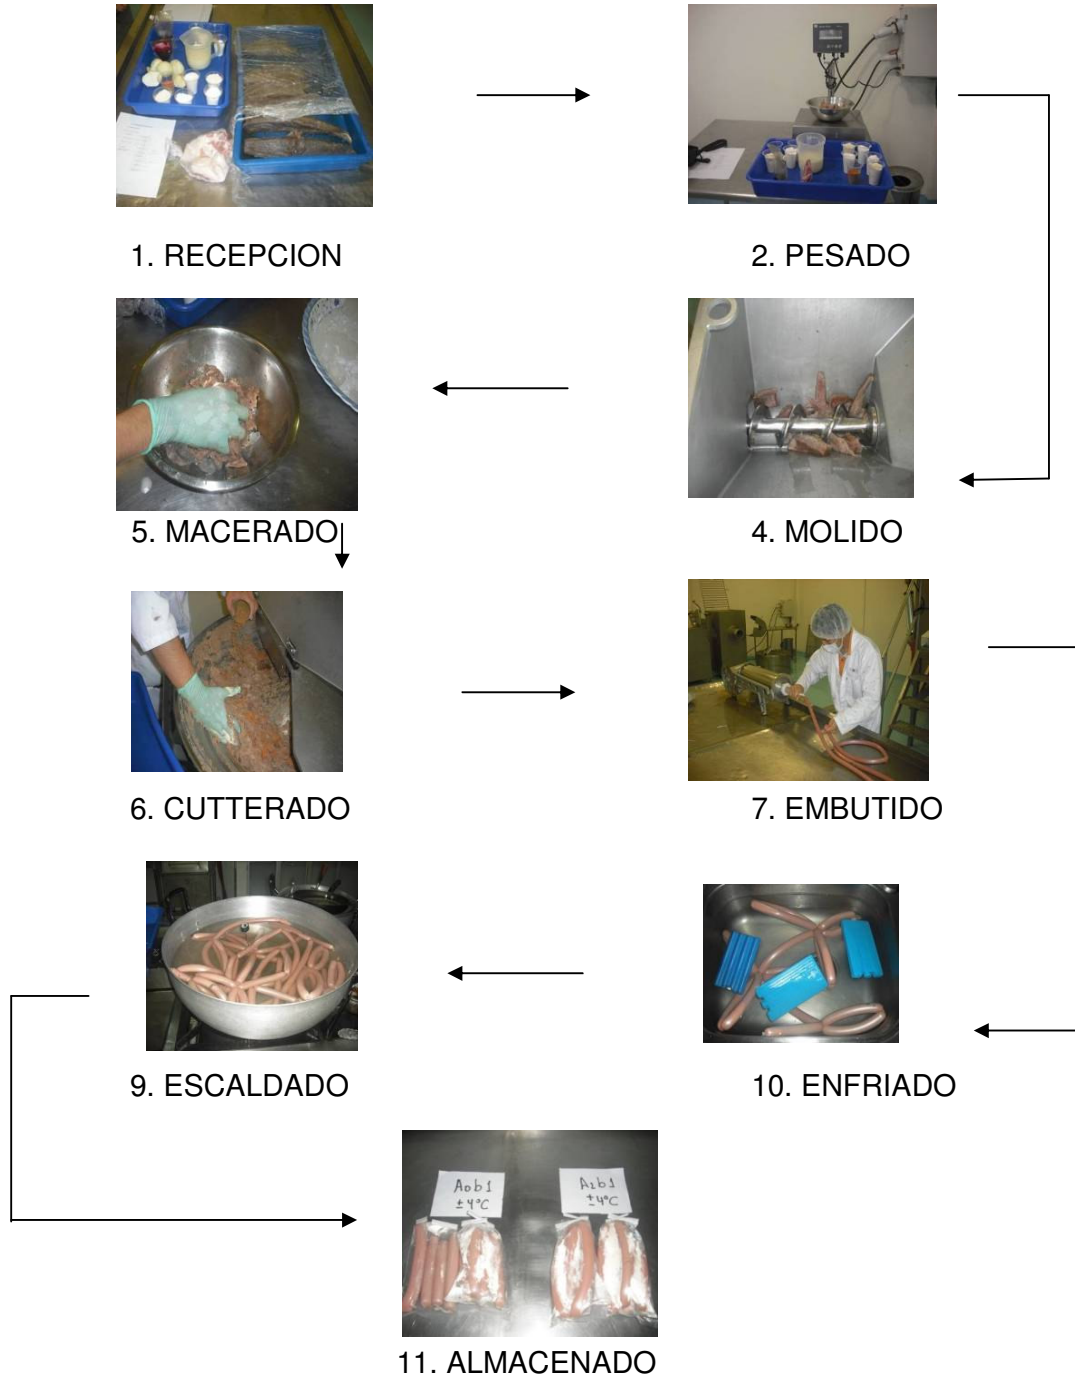 1. RECEPCION
2. PESADO
5. MACERADO
4. MOLIDO
6. CUTTERADO
7. EMBUTIDO
9. ESCALDADO
10. ENFRIADO
A0b1
±4°C
A2b1
±4°C
11. ALMACENADO